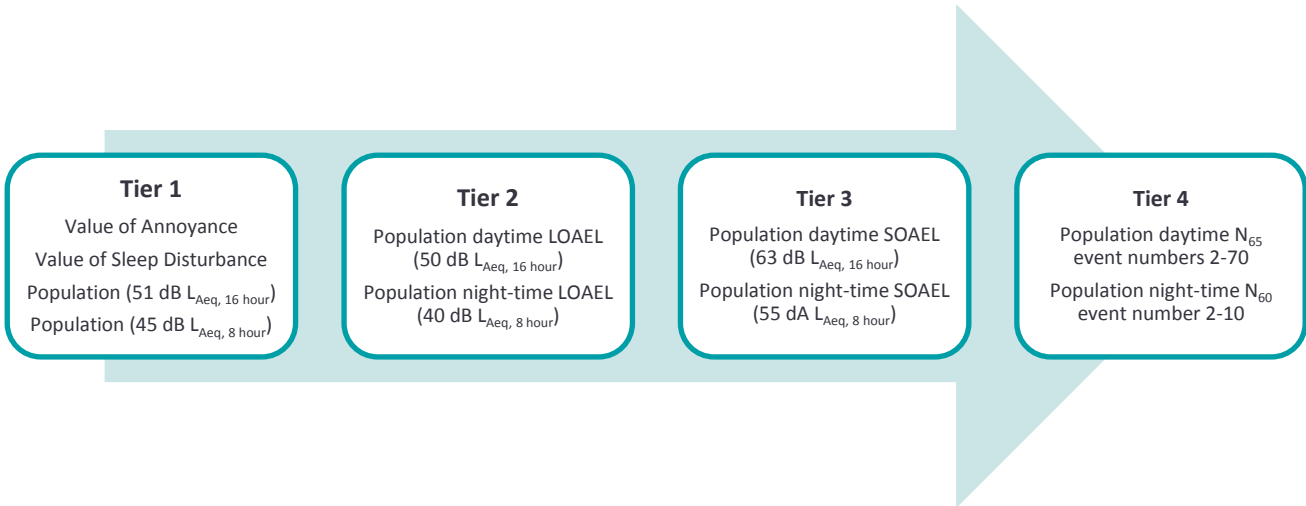 Tier 1
Value of Annoyance
Value of Sleep Disturbance
Population (51 dB LAeq, 16 hour)
Population (45 dB LAeq, 8 hour)
Tier 2
Population daytime LOAEL
(50 dB LAeq, 16 hour)
Population night-time LOAEL
(40 dB LAeq, 8 hour)
Tier 3
Population daytime SOAEL
(63 dB LAeq, 16 hour)
Population night-time SOAEL
(55 dA LAeq, 8 hour)
Tier 4
Population daytime N65
event numbers 2-70
Population night-time N60
event number 2-10